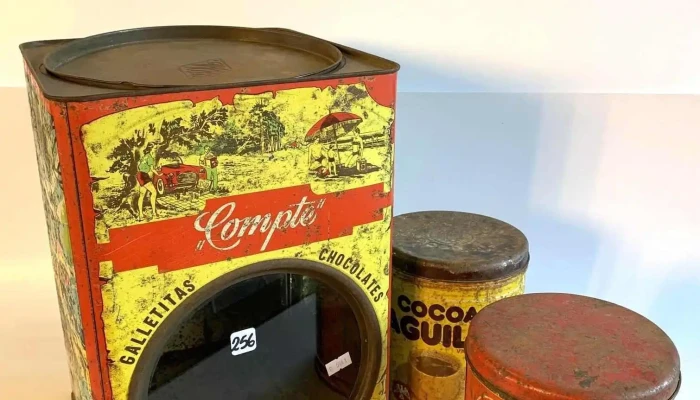 "Compte"
GALLETITAS CHOCOLATES
256
COCOA
AGUIL